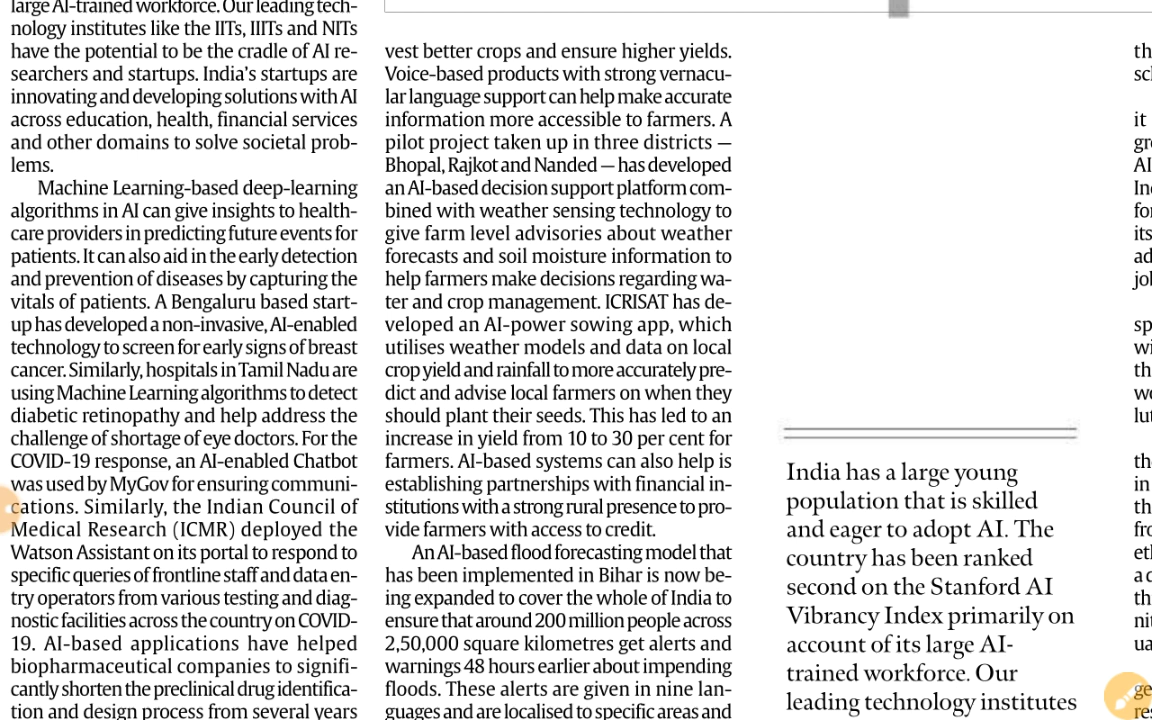 large AI-trained workforce. Our leading tech-
nology institutes like the IITs, IIITs and NITs
have the potential to be the cradle of AI re-
searchers and startups. India's startups are
innovating and developing solutions with AI
across education, health, financial services
and other domains to solve societal prob-
lems.
Machine Learning-based deep-learning
algorithms in AI can give insights to health-
care providers in predicting future events for
patients. It can also aid in the early detection
and prevention of diseases by capturing the
vitals of patients. A Bengaluru based start-
up has developed a non-invasive, AI-enabled
technology to screen for early signs of breast
cancer. Similarly, hospitals in Tamil Nadu are
using Machine Learning algorithms to detect
diabetic retinopathy and help address the
challenge of shortage of eye doctors. For the
COVID-19 response, an AI-enabled Chatbot
was used by MyGov for ensuring communi-
cations. Similarly, the Indian Council of
Medical Research (ICMR) deployed the
Watson Assistant on its portal to respond to
specific queries of frontline staff and data en-
try operators from various testing and diag-
nostic facilities across the country on COVID-
19. AI-based applications have helped
biopharmaceutical companies to signifi-
cantly shorten the preclinical drug identifica-
tion and design process from several years
vest better crops and ensure higher yields.
Voice-based products with strong vernacu-
lar language support can help make accurate
information more accessible to farmers. A
pilot project taken up in three districts —
Bhopal, Rajkot and Nanded — has developed
an AI-based decision support platform com-
bined with weather sensing technology to
give farm level advisories about weather
forecasts and soil moisture information to
help farmers make decisions regarding wa-
ter and crop management. ICRISAT has de-
veloped an AI-power sowing app, which
utilises weather models and data on local
crop yield and rainfall to more accurately pre-
dict and advise local farmers on when they
should plant their seeds. This has led to an
increase in yield from 10 to 30 per cent for
farmers. AI-based systems can also help is
establishing partnerships with financial in-
stitutions with a strong rural presence to pro-
vide farmers with access to credit.
An AI-based flood forecasting model that
has been implemented in Bihar is now be-
ing expanded to cover the whole of India to
ensure that around 200 million people across
2,50,000 square kilometres get alerts and
warnings 48 hours earlier about impending
floods. These alerts are given in nine lan-
guages and are localised to specific areas and
India has a large young
population that is skilled
and eager to adopt AI. The
country has been ranked
second on the Stanford AI
Vibrancy Index primarily on
account of its large AI-
trained workforce. Our
leading technology institutes